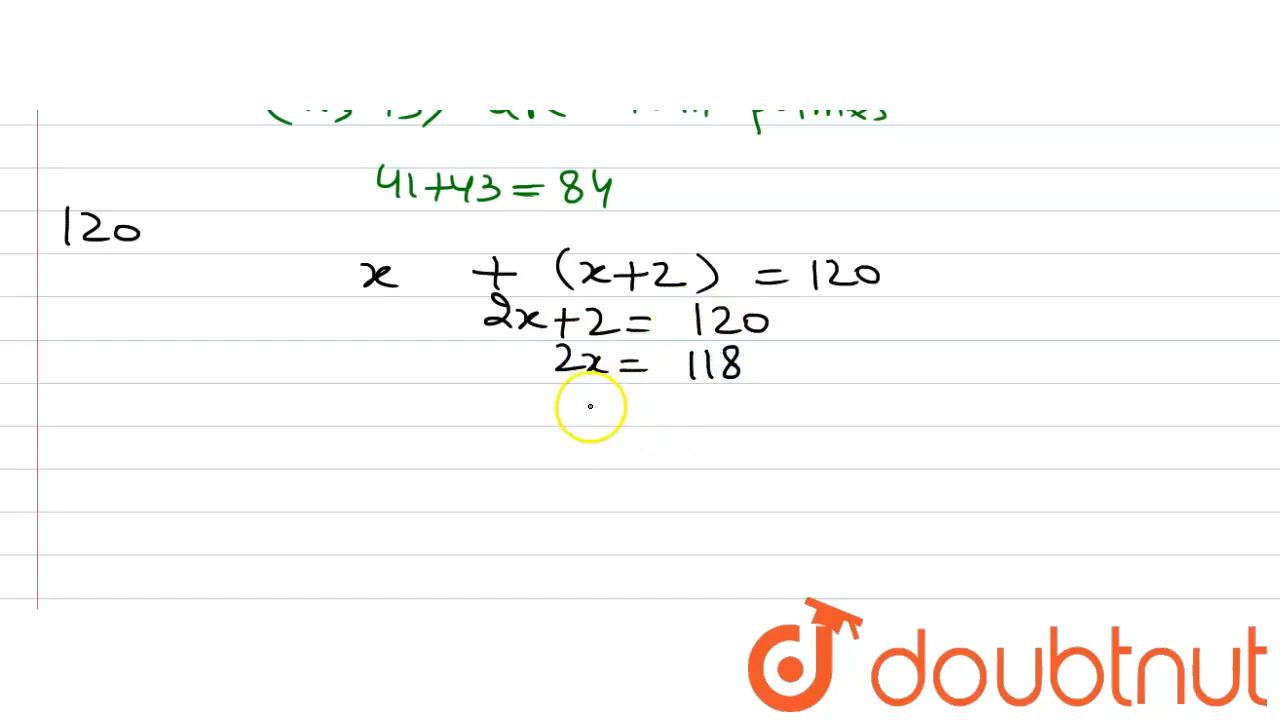 41+43=84
120
x + (x+2) = 120
2x+2= 120
2x= 118
doubtnut